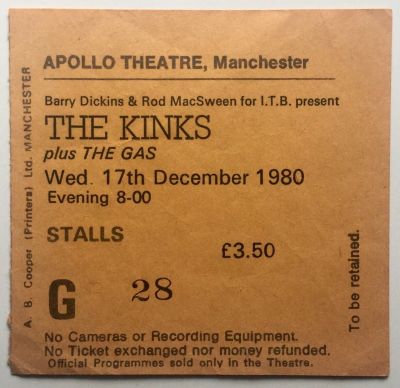 APOLLO THEATRE, Manchester
Barry Dickins & Rod MacSween for I.T.B. present
THE KINKS
plus THE GAS
Wed. 17th December 1980
Evening 8-00
STALLS
£3.50
G 28
No Cameras or Recording Equipment.
No Ticket exchanged nor money refunded.
Official Programmes sold only in the Theatre.
A. B. Cooper (Printers) Ltd. MANCHESTER
To be retained.